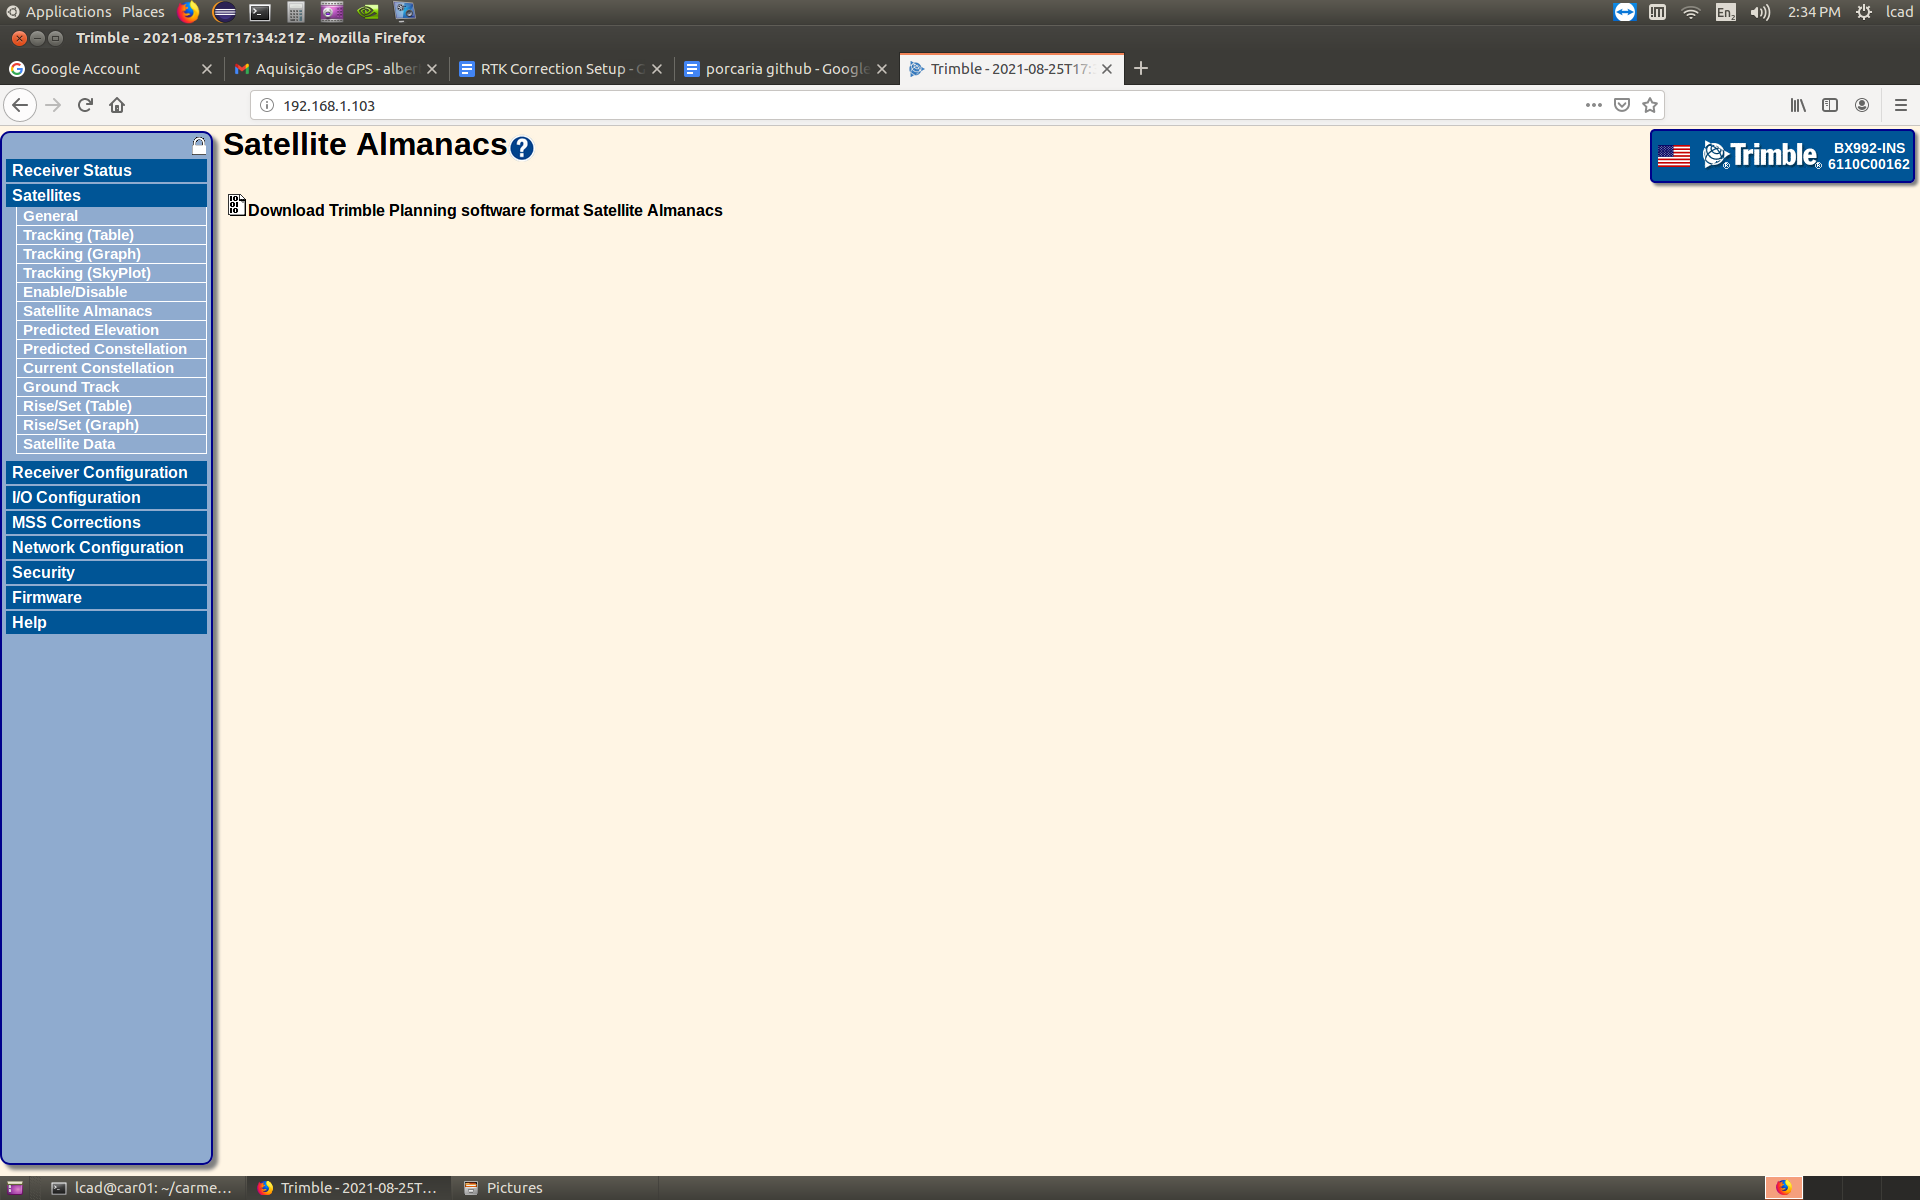 Applications Places
En2 2:34 PM lcad
Trimble - 2021-08-25T17:34:21Z - Mozilla Firefox
Google Account
Aquisição de GPS - alber
RTK Correction Setup - G
porcaria github - Google
Trimble - 2021-08-25T17:
192.168.1.103
Receiver Status
Satellites
General
Tracking (Table)
Tracking (Graph)
Tracking (SkyPlot)
Enable/Disable
Satellite Almanacs
Predicted Elevation
Predicted Constellation
Current Constellation
Ground Track
Rise/Set (Table)
Rise/Set (Graph)
Satellite Data
Receiver Configuration
I/O Configuration
MSS Corrections
Network Configuration
Security
Firmware
Help
Satellite Almanacs
Download Trimble Planning software format Satellite Almanacs
Trimble
BX992-INS
6110C00162
lcad@car01: ~/carme...
Trimble - 2021-08-25T...
Pictures